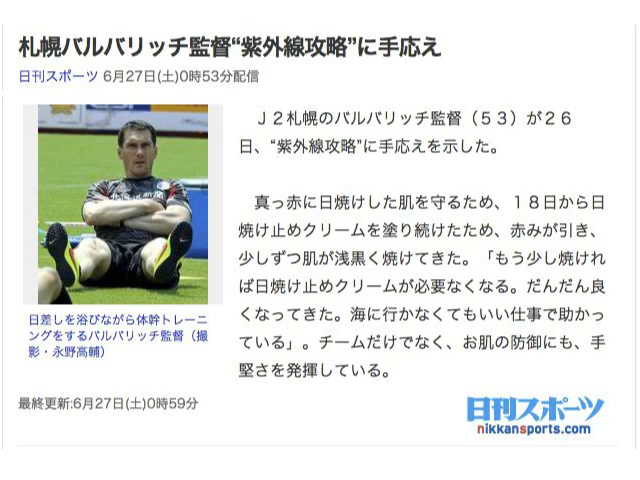 札幌バルバリッチ監督“紫外線攻略”に手応え
日刊スポーツ 6月27日(土)0時53分配信
Ｊ２札幌のバルバリッチ監督（５３）が２６
日、“紫外線攻略”に手応えを示した。
真っ赤に日焼けした肌を守るため、１８日から日
焼け止めクリームを塗り続けたため、赤みが引き、
少しずつ肌が浅黒く焼けてきた。「もう少し焼けれ
ば日焼け止めクリームが必要なくなる。だんだん良
くなってきた。海に行かなくてもいい仕事で助かっ
ている」。チームだけでなく、お肌の防御にも、手
堅さを発揮している。
日差しを浴びながら体幹トレーニ
ングをするバルバリッチ監督（撮
影・永野高輔）
最終更新:6月27日(土)0時59分
日刊スポーツ
nikkansports.com